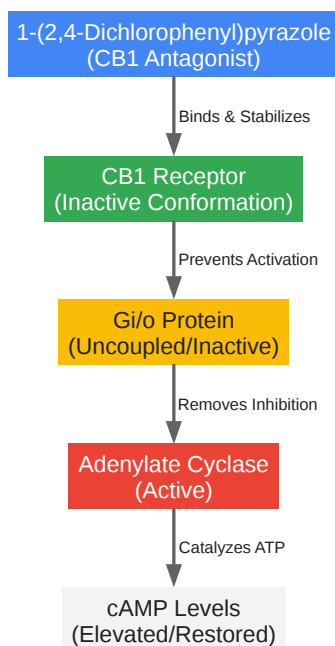 1-(2,4-Dichlorophenyl)pyrazole
(CB1 Antagonist)
Binds & Stabilizes
CB1 Receptor
(Inactive Conformation)
Prevents Activation
Gi/o Protein
(Uncoupled/Inactive)
Removes Inhibition
Adenylate Cyclase
(Active)
Catalyzes ATP
cAMP Levels
(Elevated/Restored)